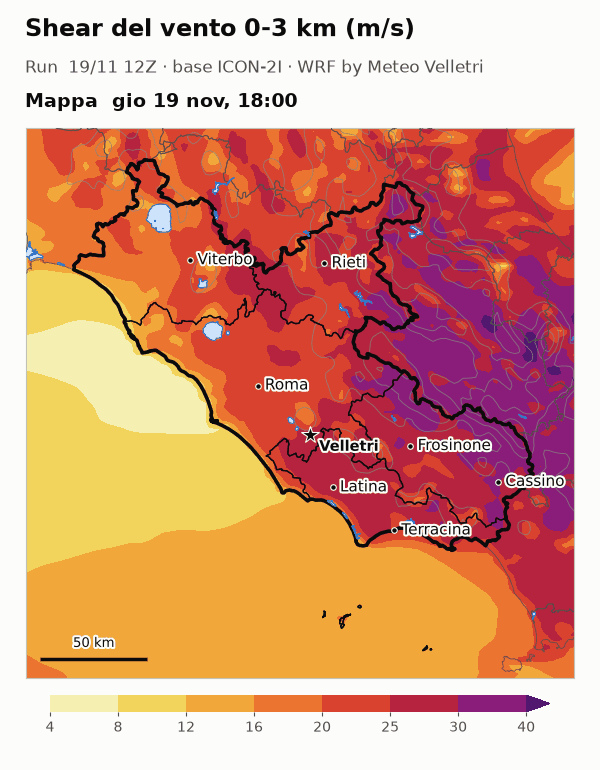 Shear del vento 0-3 km (m/s)
Run  19/11 12Z · base ICON-2I · WRF by Meteo Velletri
Mappa  gio 19 nov, 18:00
Viterbo
Rieti
Roma
Velletri
Frosinone
Latina
Cassino
Terracina
50 km
4 8 12 16 20 25 30 40